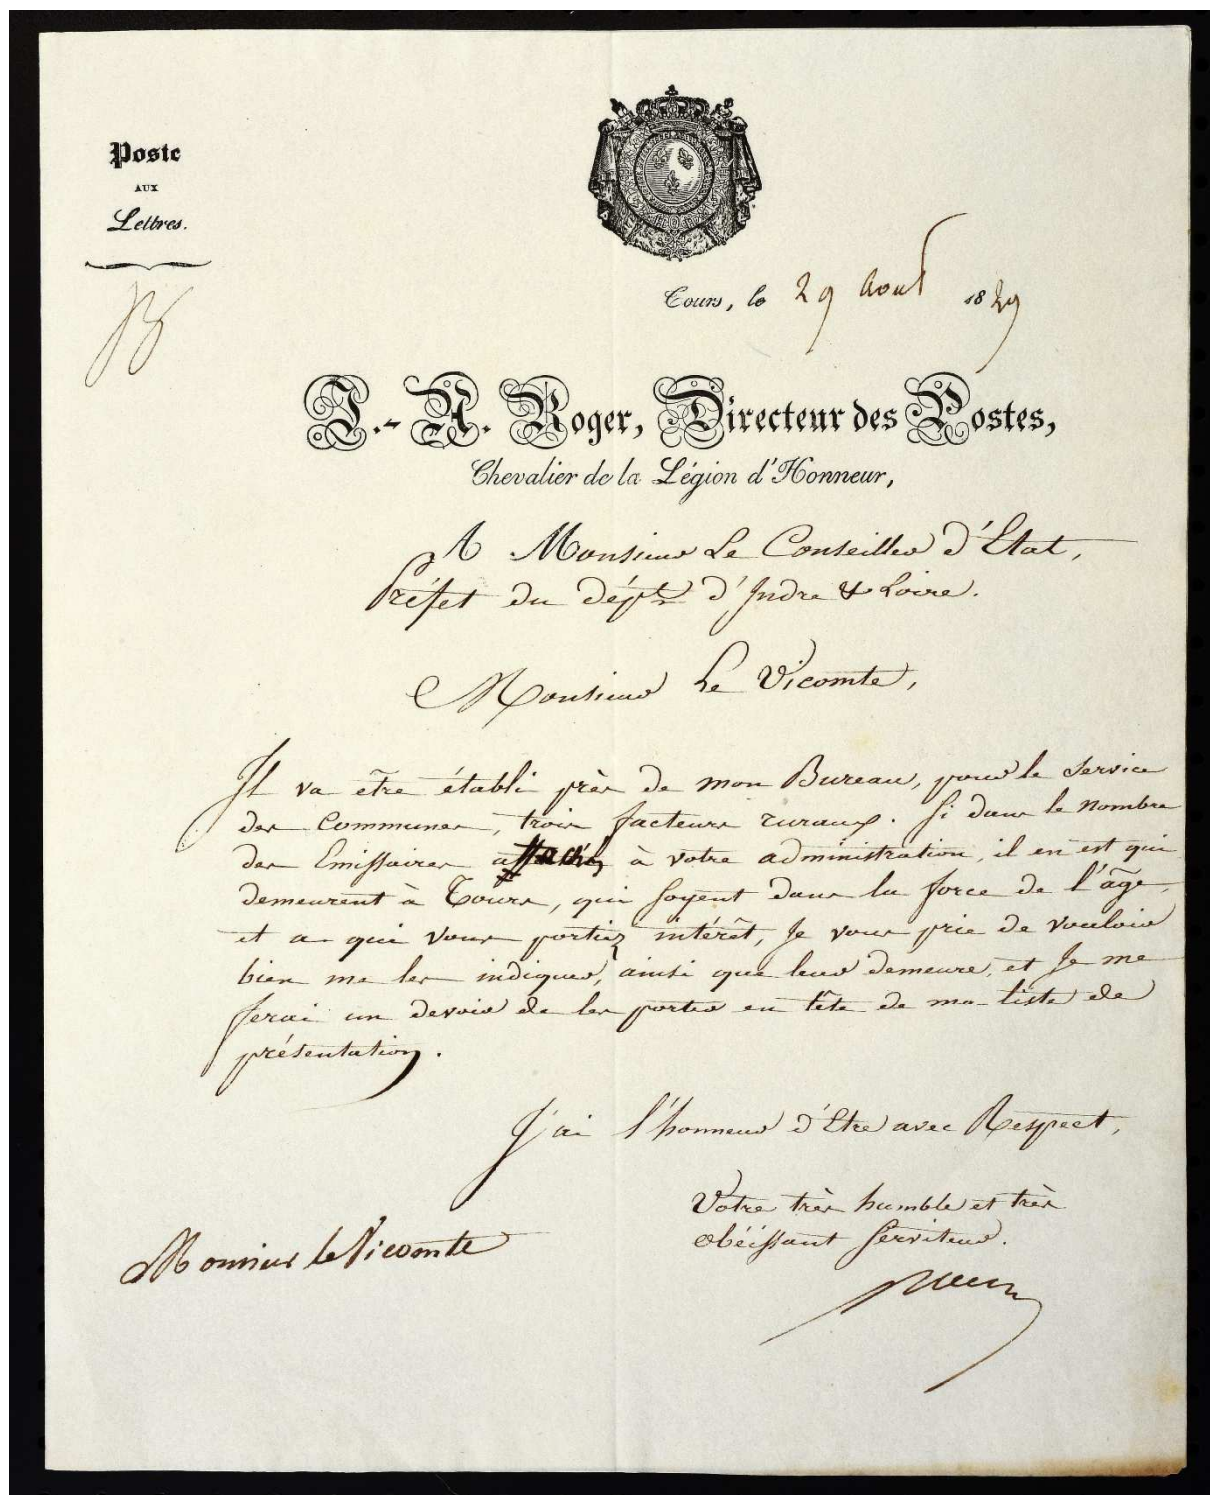 Poste
AUX
Lettres.
Tours, le 29 Aout 1829
J.-A. Roger, Directeur des Postes,
Chevalier de la Légion d'Honneur,
A Monsieur Le Conseiller d'Etat,
Préfet du dépt. d'Indre & Loire.
Monsieur Le Vicomte,
Il va être établi près de mon Bureau, pour le service
des communes, trois facteurs ruraux. Si dans le nombre
des Emissaires attachés à votre administration, il en est qui
demeurent à Tours, qui soyent dans la force de l'âge,
et a qui vous portiez intérêt, Je vous prie de vouloir
bien me les indiquer, ainsi que leur demeure, et Je me
ferai un devoir de les porter en tête de ma liste de
présentation.
J'ai l'honneur d'Etre avec Respect,
Votre très humble et très
obéissant Serviteur.
Monsieur le Vicomte